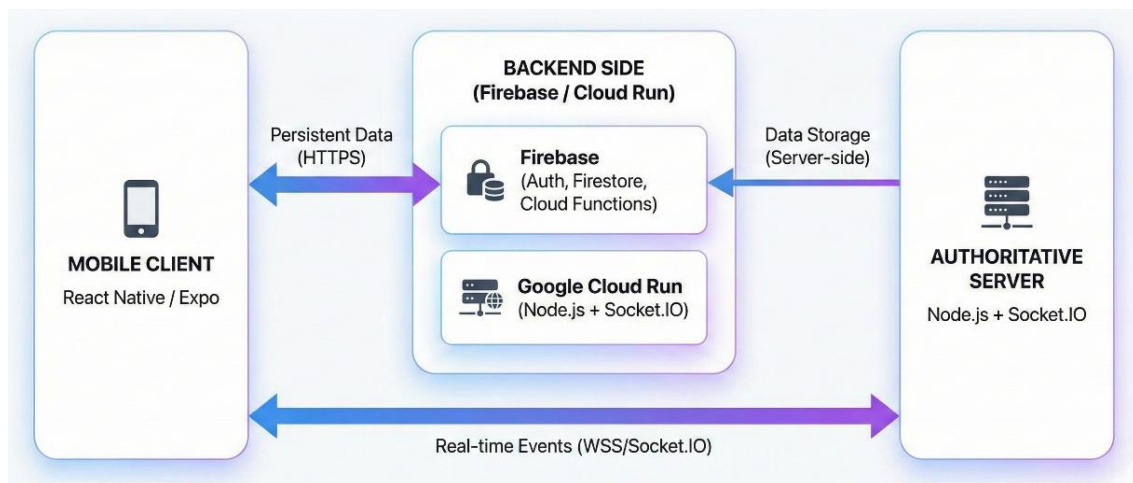 BACKEND SIDE
(Firebase / Cloud Run)
Persistent Data
(HTTPS)
Data Storage
(Server-side)
Firebase
(Auth, Firestore,
Cloud Functions)
MOBILE CLIENT
React Native / Expo
Google Cloud Run
(Node.js + Socket.IO)
AUTHORITATIVE
SERVER
Node.js + Socket.IO
Real-time Events (WSS/Socket.IO)